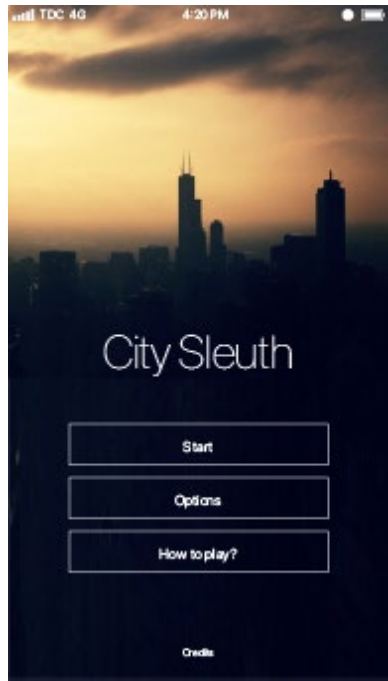 TDC 4G 4:20 PM
City Sleuth
Start
Options
How to play?
Credits